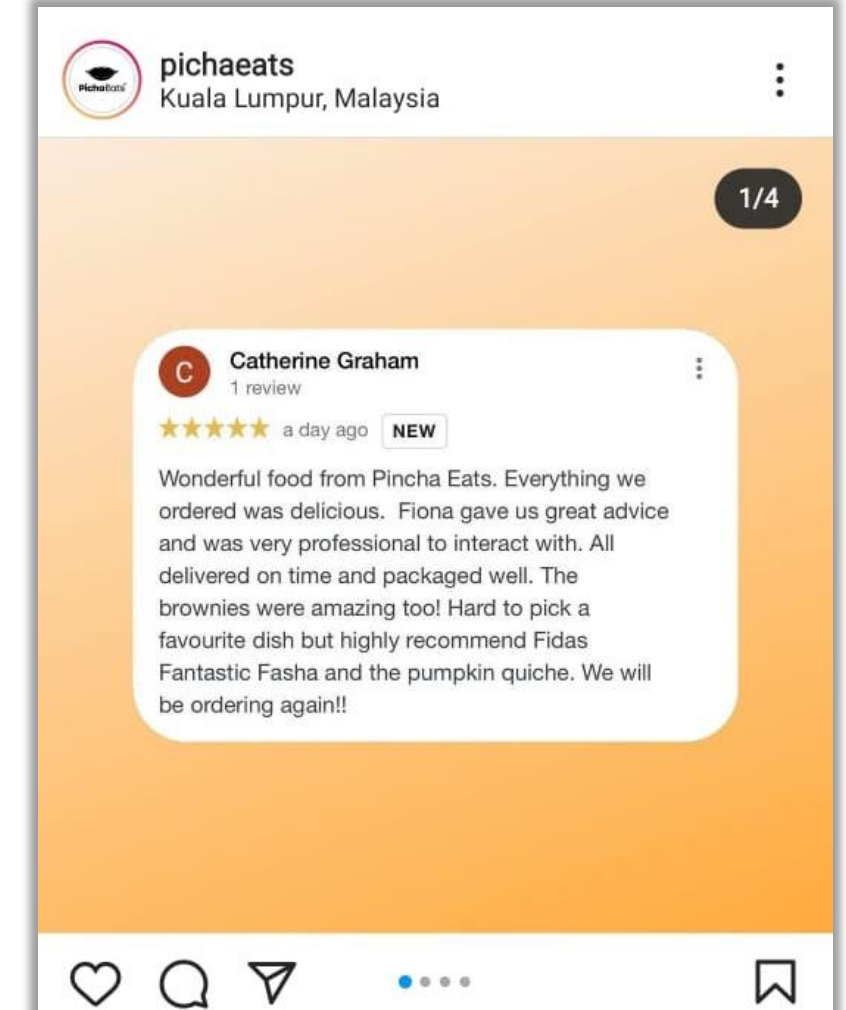 pichaeats
PichaEats
Kuala Lumpur, Malaysia
1/4
C
Catherine Graham
1 review
a day ago NEW
Wonderful food from Pincha Eats. Everything we
ordered was delicious.  Fiona gave us great advice
and was very professional to interact with. All
delivered on time and packaged well. The
brownies were amazing too! Hard to pick a
favourite dish but highly recommend Fidas
Fantastic Fasha and the pumpkin quiche. We will
be ordering again!!